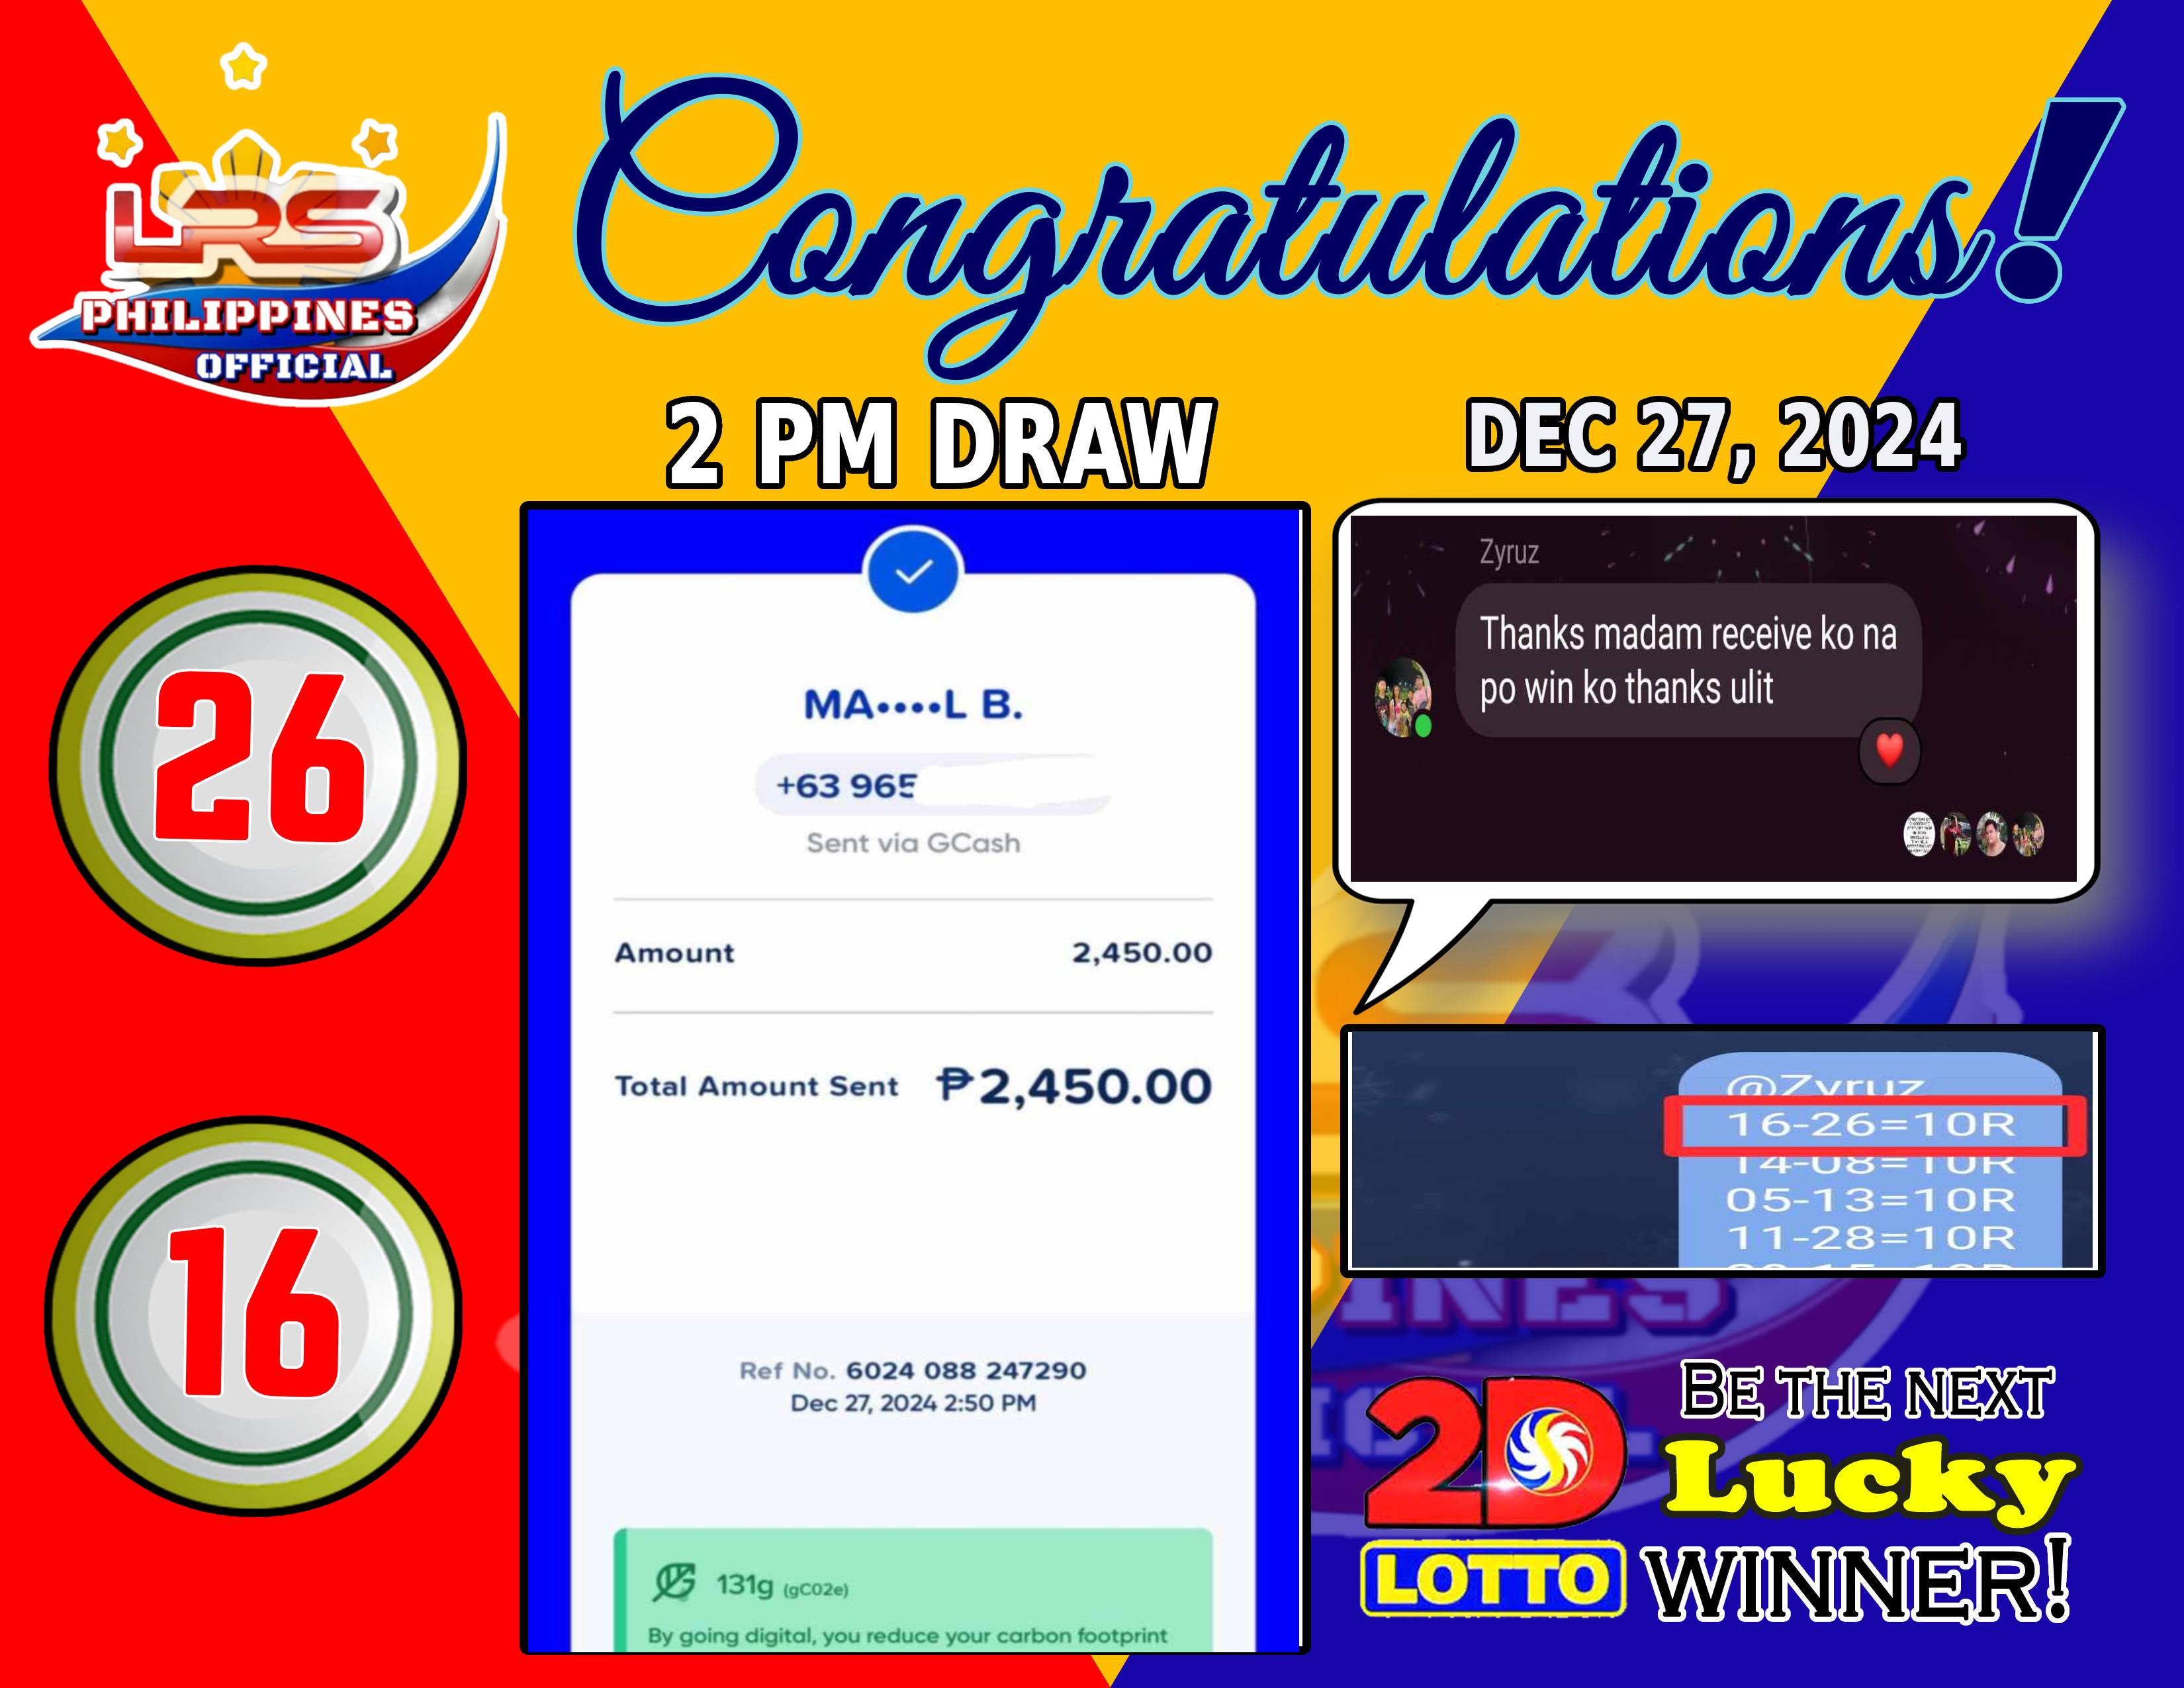 LRS
PHILIPPINES
OFFICIAL
Congratulations!
2 PM DRAW
DEC 27, 2024
26
16
MA••••L B.
+63 965
Sent via GCash
Amount 2,450.00
Total Amount Sent ₱2,450.00
Ref No. 6024 088 247290
Dec 27, 2024 2:50 PM
131g (gCO2e)
By going digital, you reduce your carbon footprint
Zyruz
Thanks madam receive ko na
po win ko thanks ulit
@Zyruz
16-26=10R
14-08=10R
05-13=10R
11-28=10R
2D
LOTTO
BE THE NEXT
Lucky
WINNER!